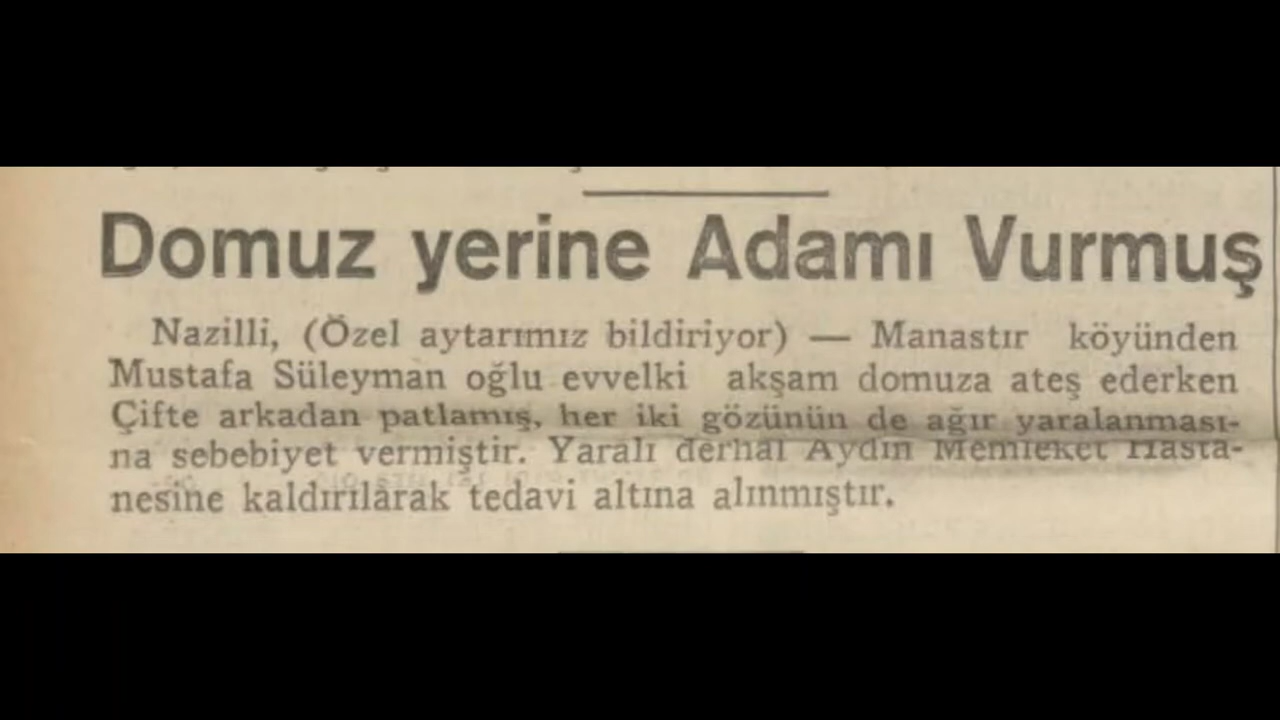 Domuz yerine Adamı Vurmuş
Nazilli, (Özel aytarımız bildiriyor) — Manastır köyünden
Mustafa Süleyman oğlu evvelki akşam domuza ateş ederken
Çifte arkadan patlamış, her iki gözünün de ağır yaralanması-
na sebebiyet vermiştir. Yaralı derhal Aydın Memleket Hasta-
nesine kaldırılarak tedavi altına alınmıştır.